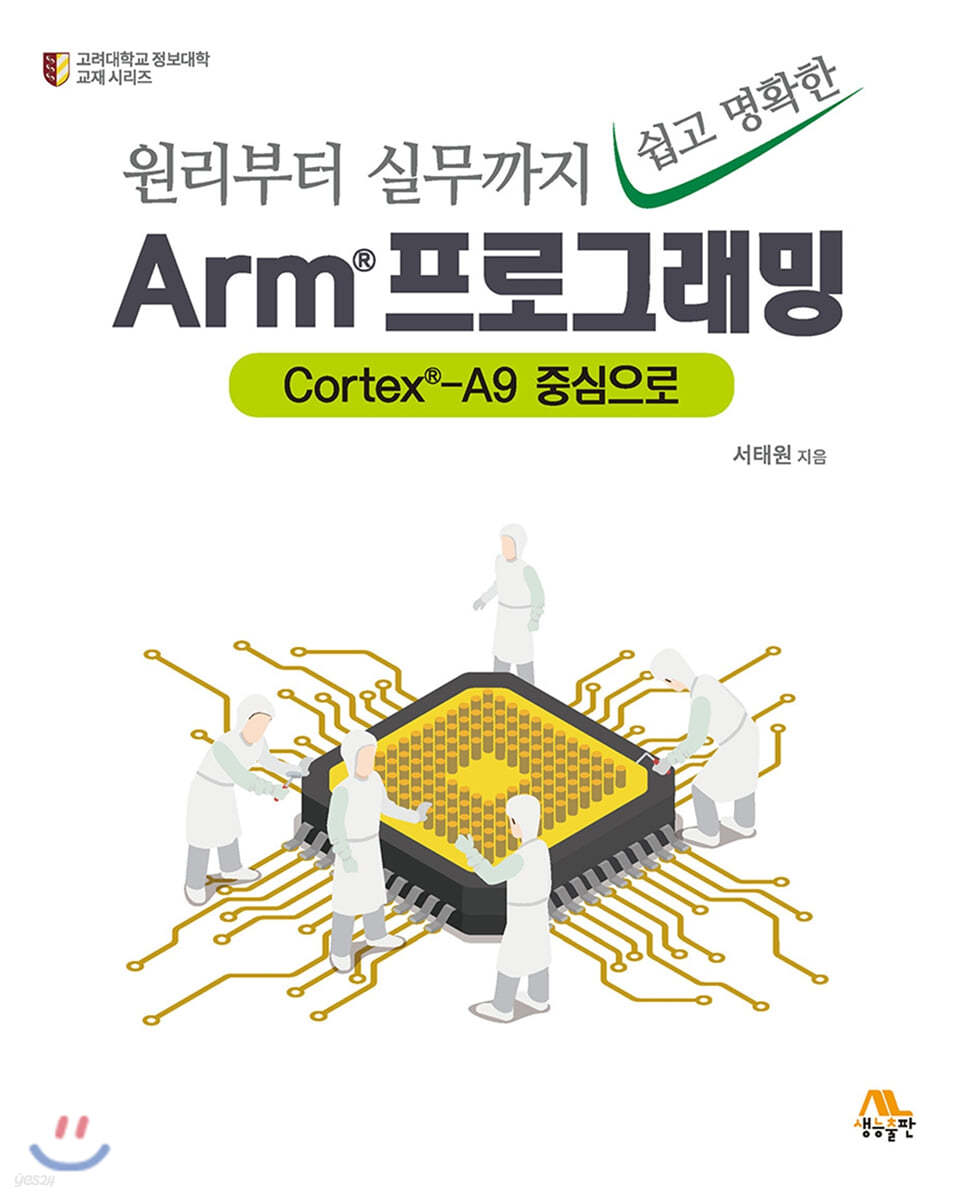 고려대학교 정보대학
교재 시리즈
쉽고 명확한
원리부터 실무까지
Arm® 프로그래밍
Cortex®-A9 중심으로
서태원 지음
생능출판
yes24